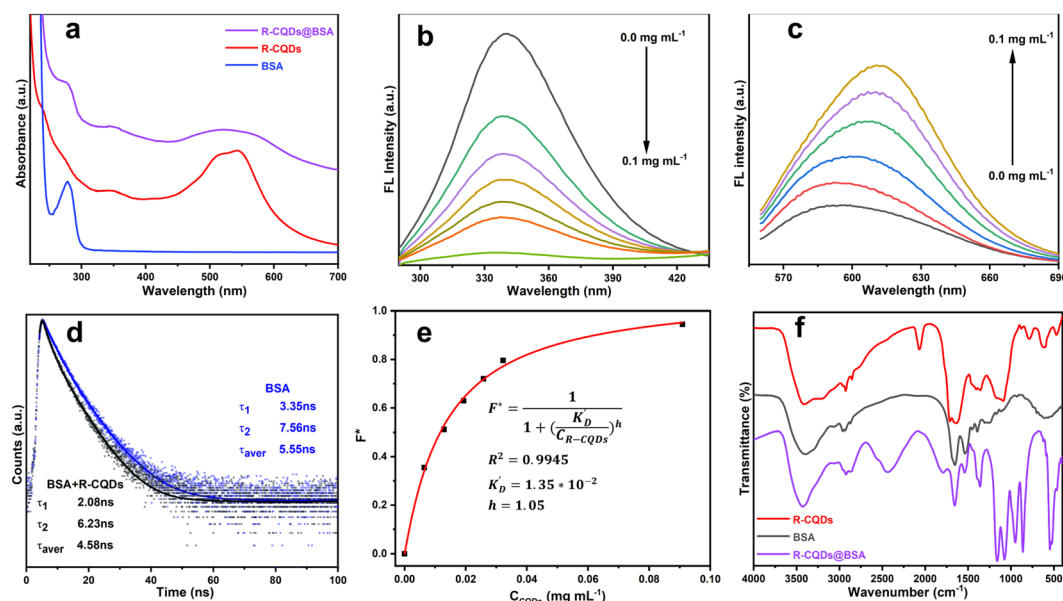 a
R-CQDs@BSA
R-CQDs
BSA
Absorbance (a.u.)
300 400 500 600 700
Wavelength (nm)
b
0.0 mg mL-1
0.1 mg mL-1
FL Intensity (a.u.)
300 330 360 390 420
Wavelength (nm)
c
0.1 mg mL-1
0.0 mg mL-1
FL intensity (a.u.)
570 600 630 660 690
Wavelength (nm)
d
BSA
τ1 3.35ns
τ2 7.56ns
τaver 5.55ns
BSA+R-CQDs
τ1 2.08ns
τ2 6.23ns
τaver 4.58ns
Counts (a.u.)
0 20 40 60 80 100
Time (ns)
e
F* = 1 / (1 + (K'D / CR−CQDs)^h)
R² = 0.9945
K'D = 1.35 * 10−2
h = 1.05
F*
1.0
0.8
0.6
0.4
0.2
0.0
0.00 0.02 0.04 0.06 0.08 0.10
CCQDs (mg mL-1)
f
R-CQDs
BSA
R-CQDs@BSA
Transmittance (%)
4000 3500 3000 2500 2000 1500 1000 500
Wavenumber (cm-1)